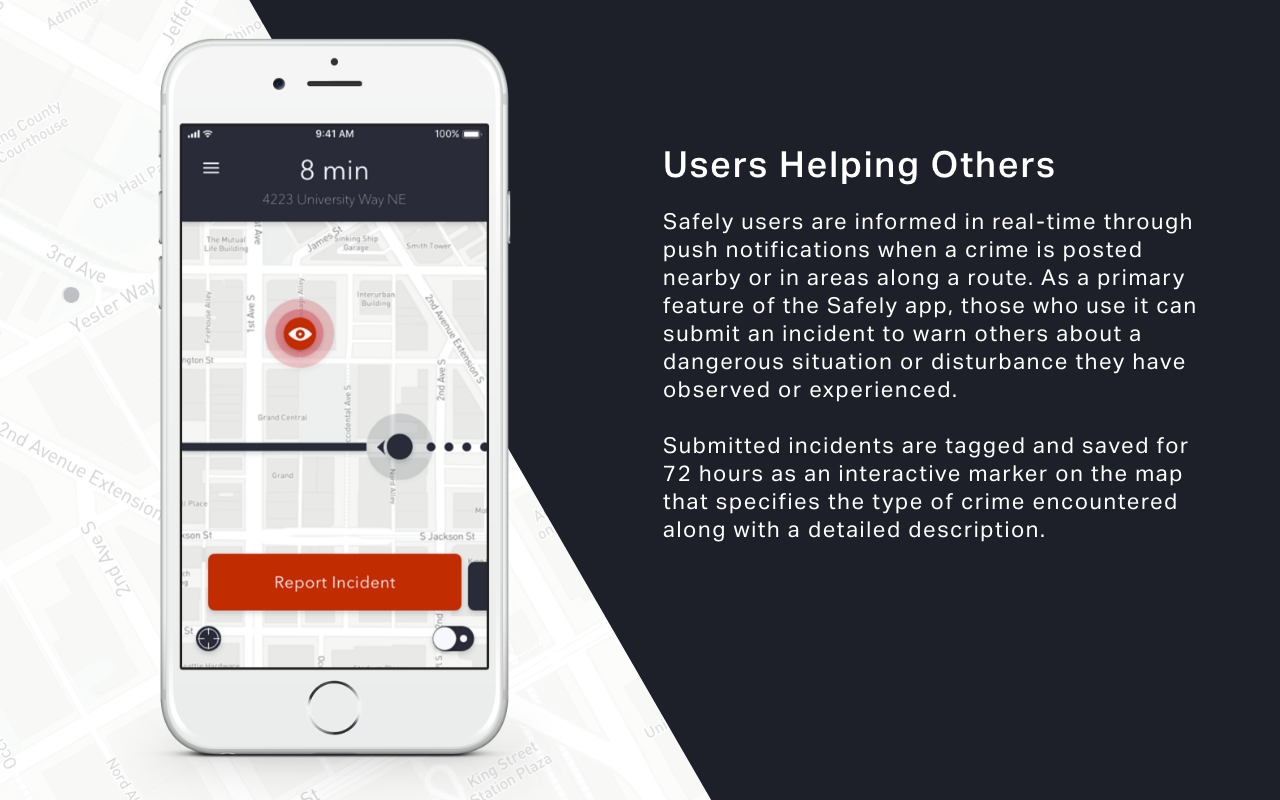 Adminis
Jeffer
Chino
ng County
Courthouse
City Hall Pa
3rd Ave
Yesler Way
2nd Avenue Extension
2nd Ave S
Nord A
King Street
Station Plaza
St
9:41 AM
100%
8 min
4223 University Way NE
The Mutual
Life Building
James St
Sinking Ship
Garage
Smith Tower
Firehouse Alley
1st Ave S
Interurban
Building
2nd Avenue Extension S
ngton St
2nd Ave S
Grand Central
ccidental Ave S
Grand
Nord Alley
l Place
kson St
S Jackson St
Report Incident
St
Users Helping Others
Safely users are informed in real-time through
push notifications when a crime is posted
nearby or in areas along a route. As a primary
feature of the Safely app, those who use it can
submit an incident to warn others about a
dangerous situation or disturbance they have
observed or experienced.
Submitted incidents are tagged and saved for
72 hours as an interactive marker on the map
that specifies the type of crime encountered
along with a detailed description.